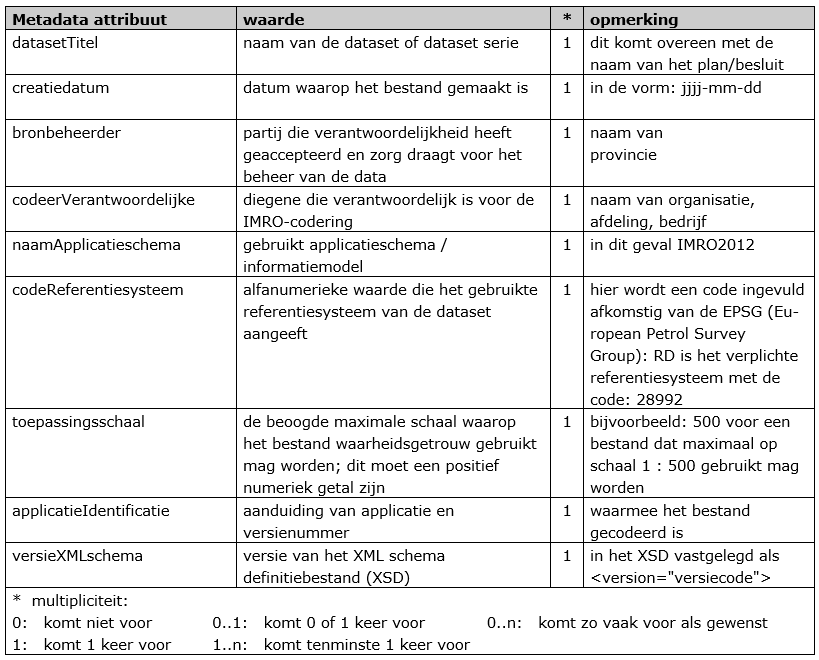 Metadata attribuut waarde * opmerking
datasetTitel naam van de dataset of dataset serie 1 dit komt overeen met de
naam van het plan/besluit
creatiedatum datum waarop het bestand gemaakt is 1 in de vorm: jjjj-mm-dd
bronbeheerder partij die verantwoordelijkheid heeft 1 naam van
geaccepteerd en zorg draagt voor het provincie
beheer van de data
codeerVerantwoordelijke diegene die verantwoordelijk is voor de 1 naam van organisatie,
IMRO-codering afdeling, bedrijf
naamApplicatieschema gebruikt applicatieschema / 1 in dit geval IMRO2012
informatiemodel
codeReferentiesysteem alfanumerieke waarde die het gebruikte 1 hier wordt een code ingevuld
referentiesysteem van de dataset afkomstig van de EPSG (Eu-
aangeeft ropean Petrol Survey
Group): RD is het verplichte
referentiesysteem met de
code: 28992
toepassingsschaal de beoogde maximale schaal waarop 1 bijvoorbeeld: 500 voor een
het bestand waarheidsgetrouw gebruikt bestand dat maximaal op
mag worden; dit moet een positief schaal 1 : 500 gebruikt mag
numeriek getal zijn worden
applicatieIdentificatie aanduiding van applicatie en 1 waarmee het bestand
versienummer gecodeerd is
versieXMLschema versie van het XML schema 1 in het XSD vastgelegd als
definitiebestand (XSD) <version="versiecode">
* multipliciteit:
0: komt niet voor 0..1: komt 0 of 1 keer voor 0..n: komt zo vaak voor als gewenst
1: komt 1 keer voor 1..n: komt tenminste 1 keer voor